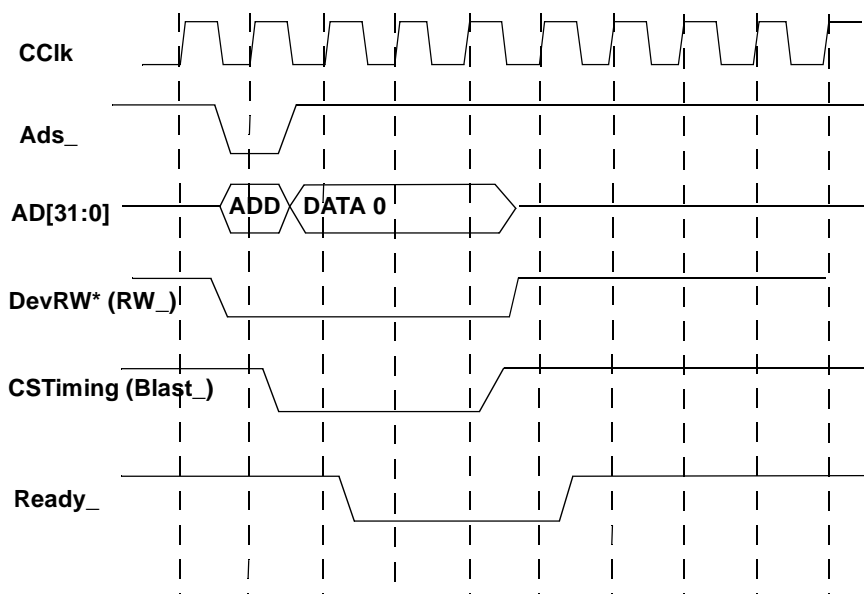 CClk
Ads_
AD[31:0]
ADD
DATA 0
DevRW* (RW_)
CSTiming (Blast_)
Ready_